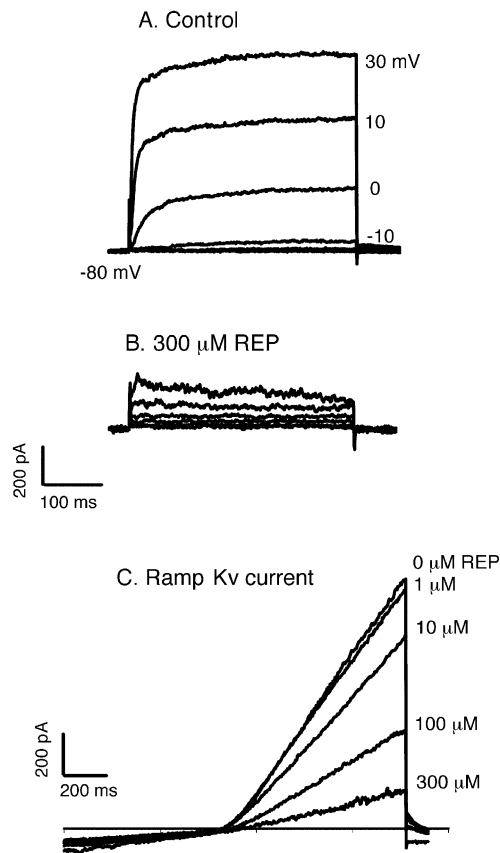 A. Control
30 mV
10
0
-10
-80 mV
B. 300 μM REP
200 pA
100 ms
C. Ramp Kv current
0 μM REP
1 μM
10 μM
100 μM
300 μM
200 pA
200 ms